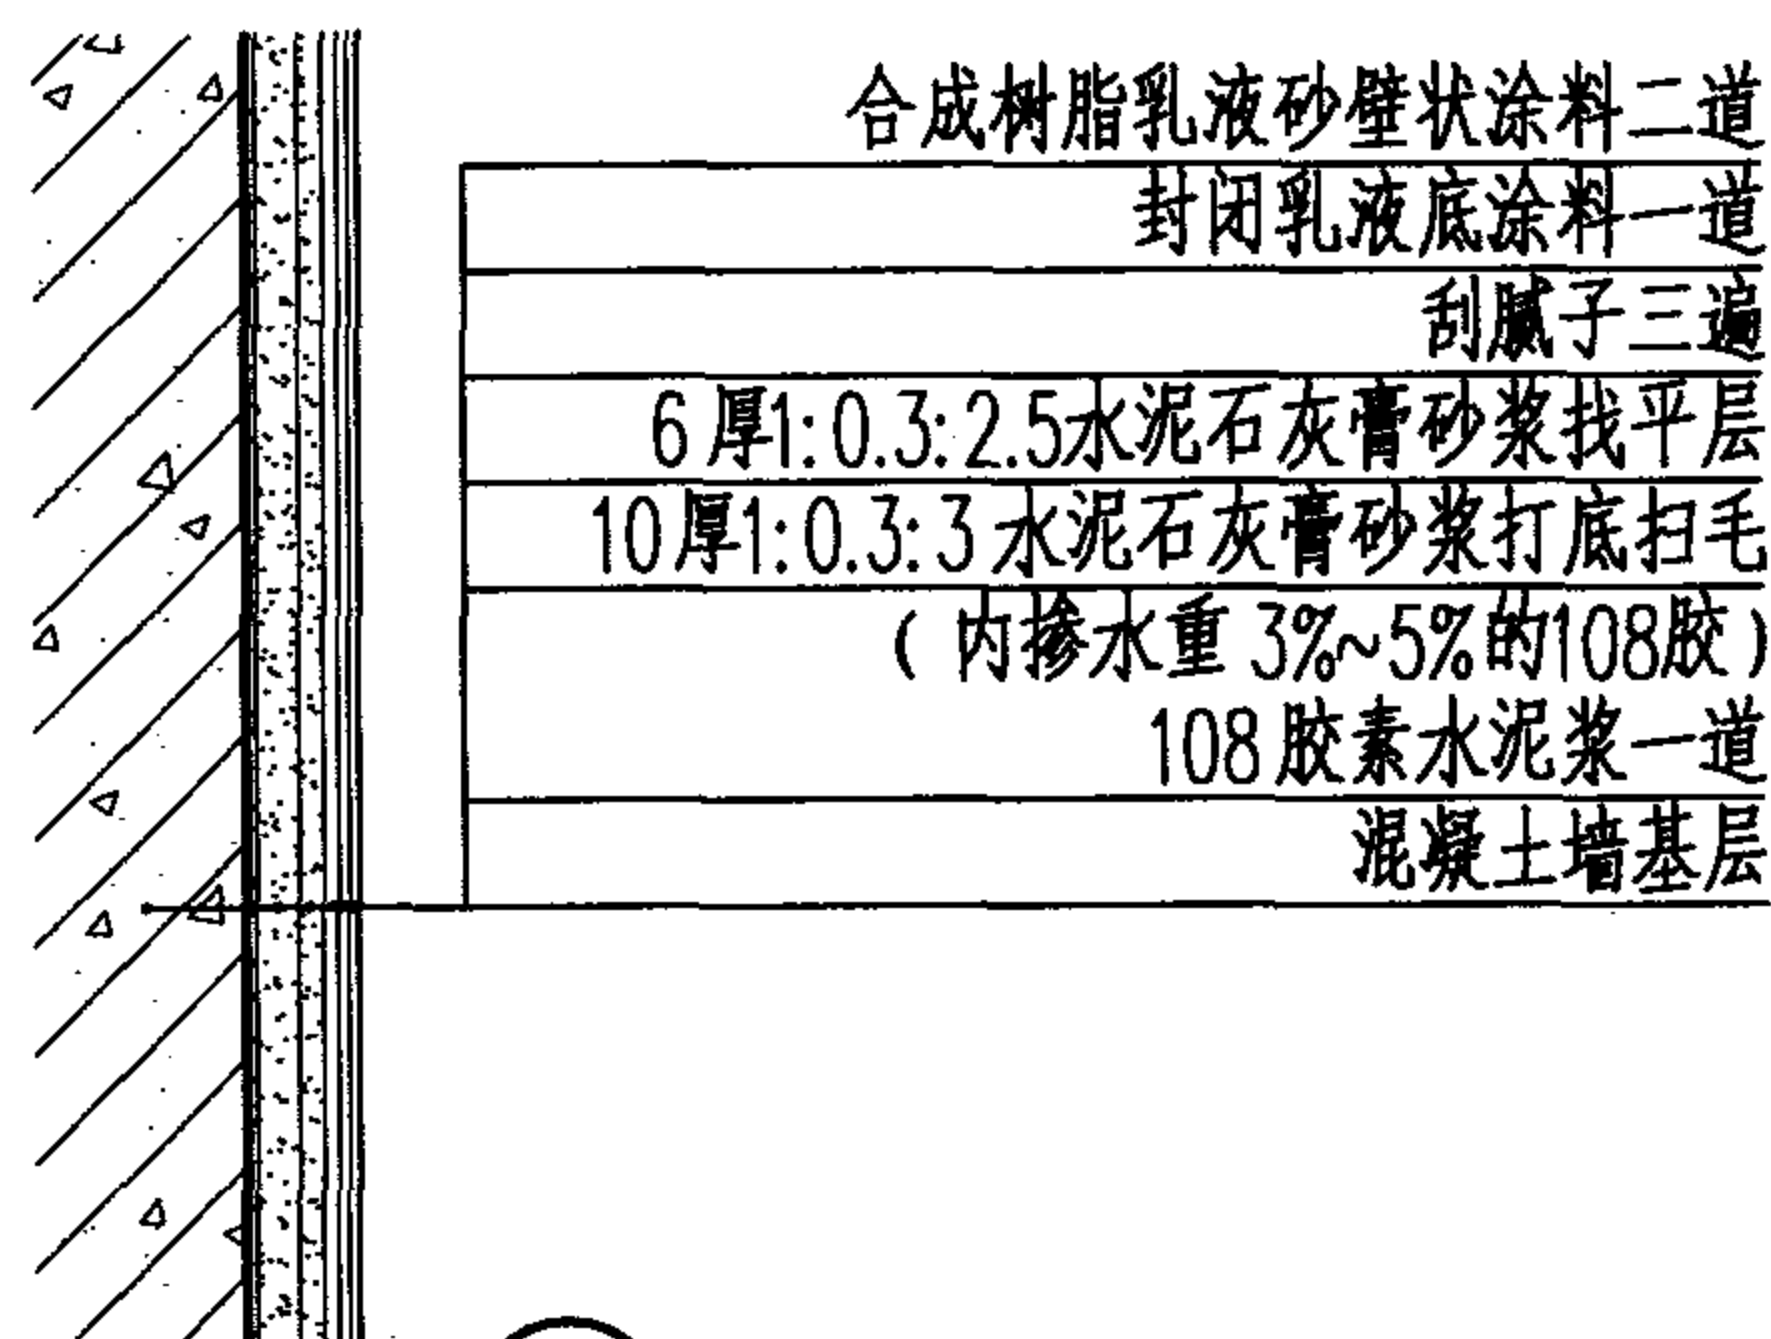 合成树脂乳液砂壁状涂料二道
封闭乳液底涂料一道
刮腻子三遍
6厚1:0.3:2.5水泥石灰膏砂浆找平层
10厚1:0.3:3水泥石灰膏砂浆打底扫毛
(内掺水重3%~5%的108胶)
108胶素水泥浆一道
混凝土墙基层